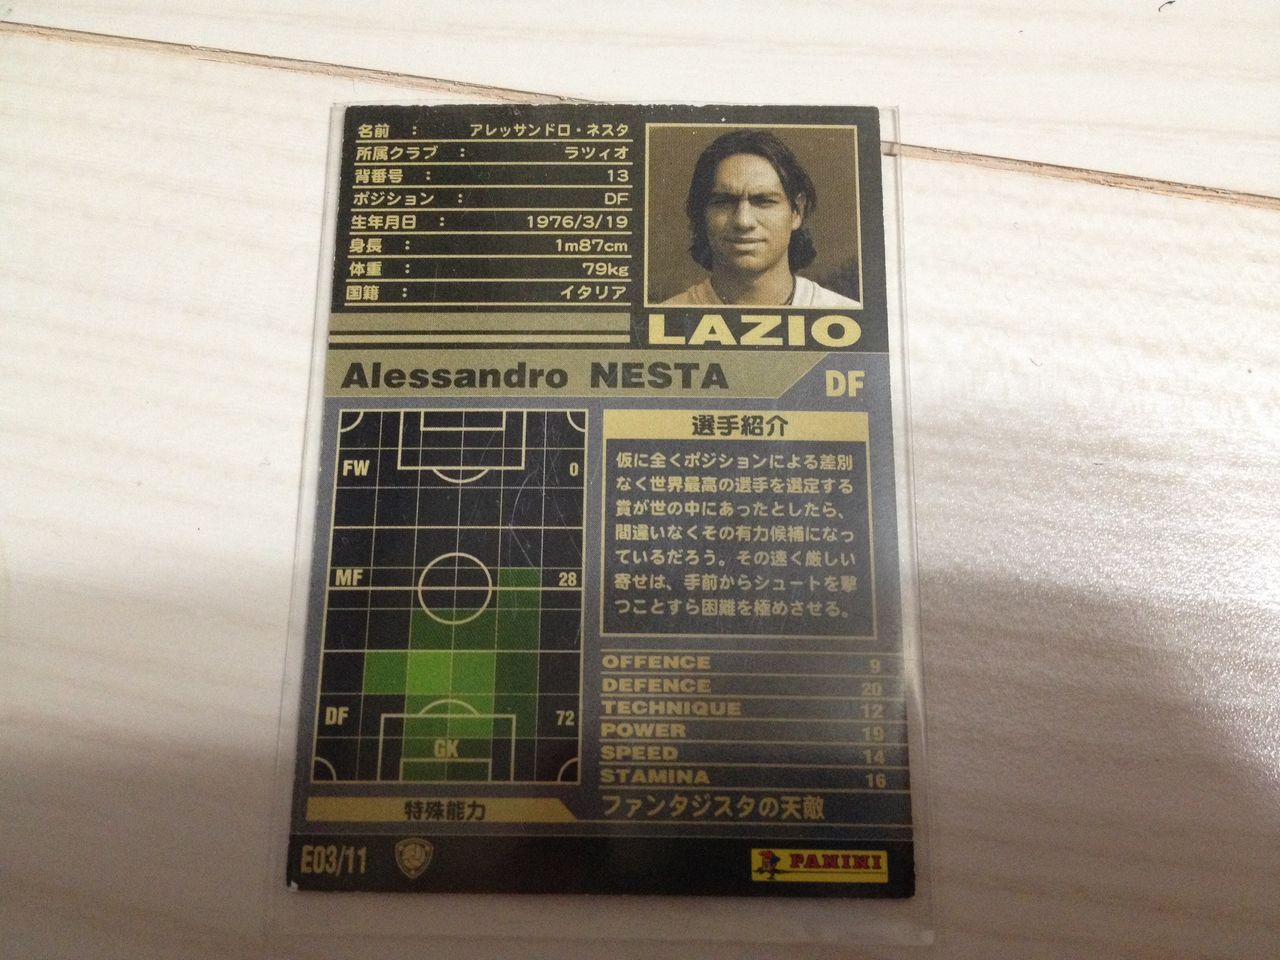 名前 : アレッサンドロ・ネスタ
所属クラブ : ラツィオ
背番号 : 13
ポジション : DF
生年月日 : 1976/3/19
身長 : 1m87cm
体重 : 79kg
国籍 : イタリア
LAZIO
Alessandro NESTA DF
FW 0
MF 28
DF 72
GK
選手紹介
仮に全くポジションによる差別
なく世界最高の選手を選定する
賞が世の中にあったとしたら、
間違いなくその有力候補になっ
ているだろう。その速く厳しい
寄せは、手前からシュートを撃
つことすら困難を極めさせる。
OFFENCE 9
DEFENCE 20
TECHNIQUE 12
POWER 19
SPEED 14
STAMINA 16
特殊能力 ファンタジスタの天敵
E03/11
PANINI